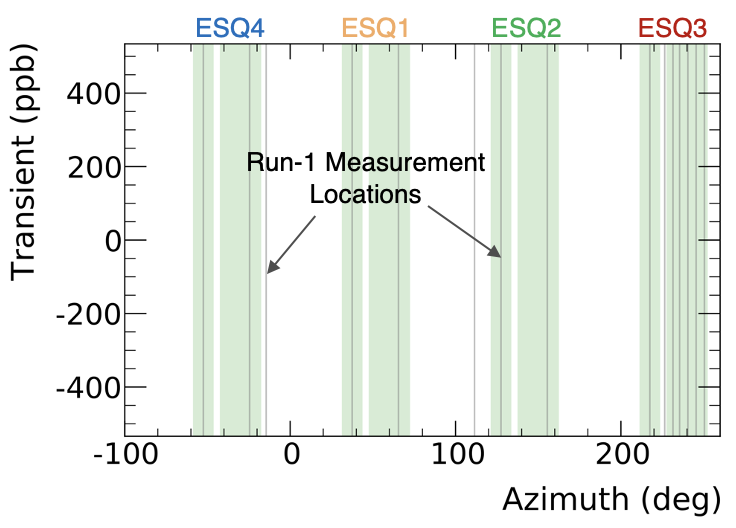 ESQ4 ESQ1 ESQ2 ESQ3
Transient (ppb)
400
200
0
-200
-400
Run-1 Measurement
Locations
-100 0 100 200
Azimuth (deg)